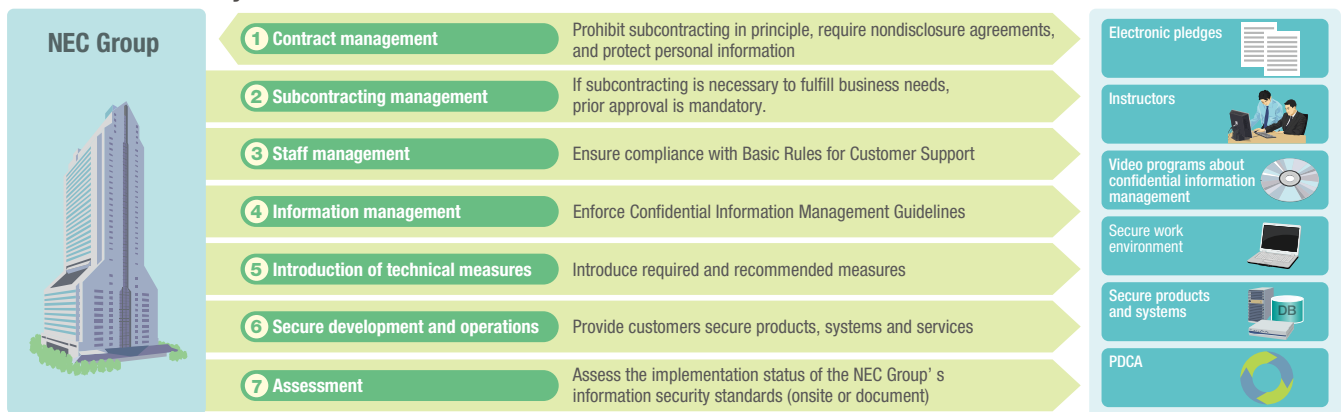 NEC Group
1 Contract management
Prohibit subcontracting in principle, require nondisclosure agreements,
and protect personal information
2 Subcontracting management
If subcontracting is necessary to fulfill business needs,
prior approval is mandatory.
3 Staff management
Ensure compliance with Basic Rules for Customer Support
4 Information management
Enforce Confidential Information Management Guidelines
5 Introduction of technical measures
Introduce required and recommended measures
6 Secure development and operations
Provide customers secure products, systems and services
7 Assessment
Assess the implementation status of the NEC Group' s
information security standards (onsite or document)
Electronic pledges
Instructors
Video programs about
confidential information
management
Secure work
environment
Secure products
and systems
DB
PDCA